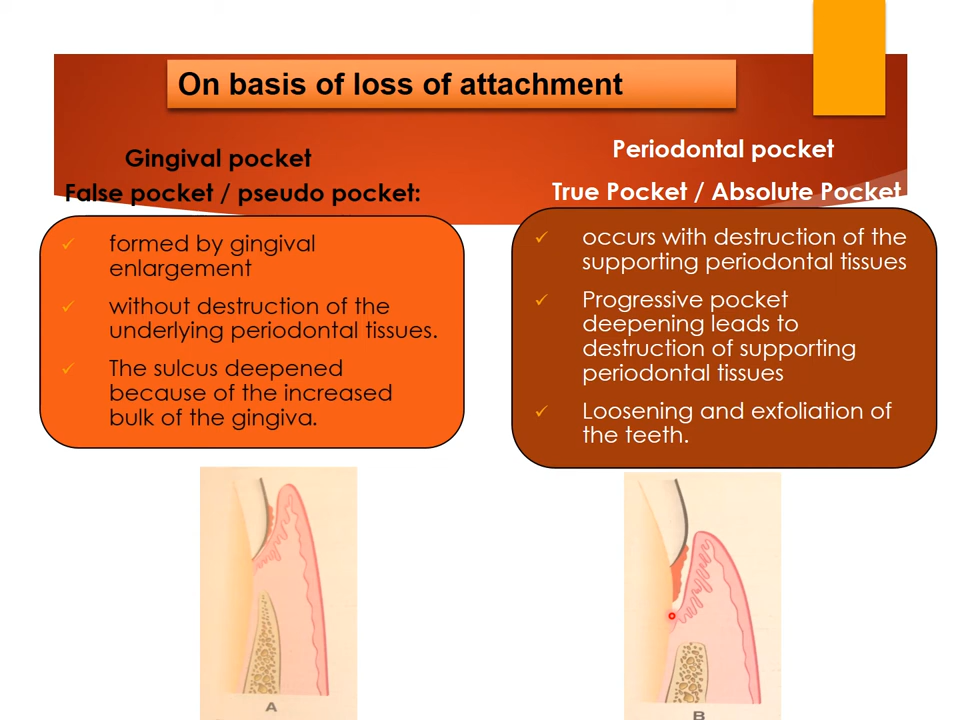 On basis of loss of attachment
Gingival pocket
False pocket / pseudo pocket:
formed by gingival
enlargement
without destruction of the
underlying periodontal tissues.
The sulcus deepened
because of the increased
bulk of the gingiva.
Periodontal pocket
True Pocket / Absolute Pocket
occurs with destruction of the
supporting periodontal tissues
Progressive pocket
deepening leads to
destruction of supporting
periodontal tissues
Loosening and exfoliation of
the teeth.
A
B